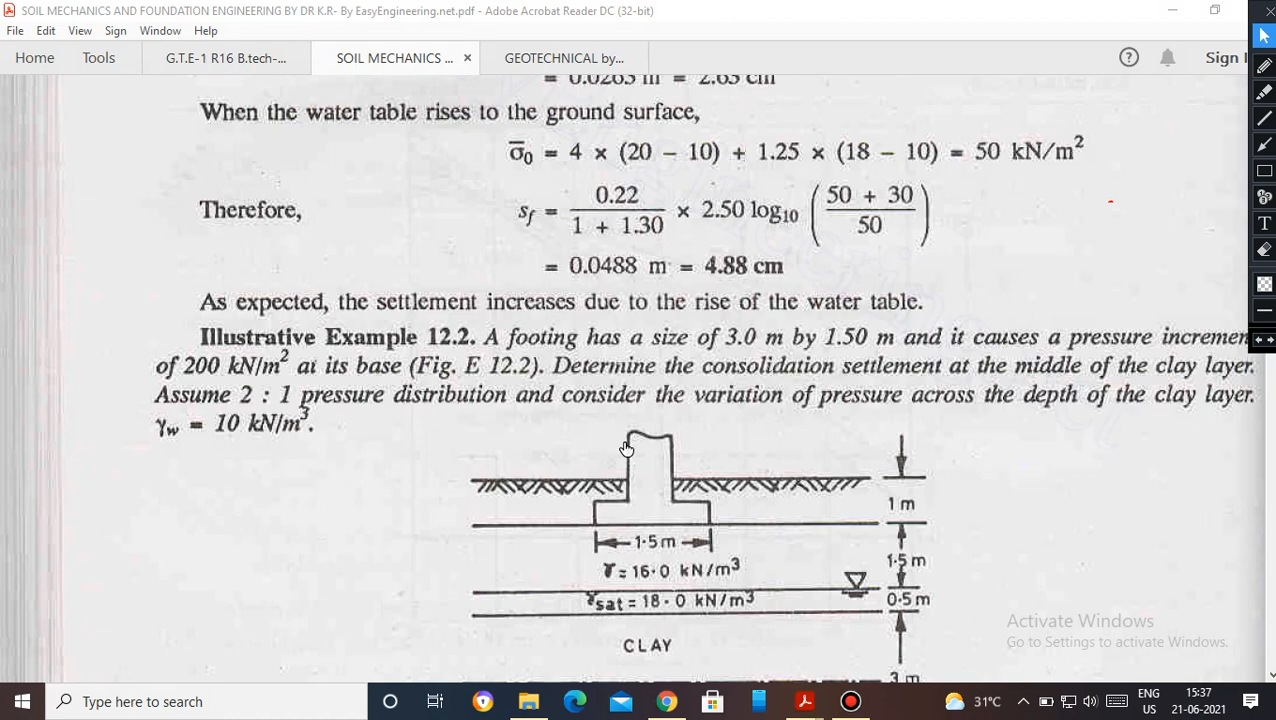 SOIL MECHANICS AND FOUNDATION ENGINEERING BY DR K.R- By EasyEngineering.net.pdf - Adobe Acrobat Reader DC (32-bit)
File Edit View Sign Window Help
Home Tools G.T.E-1 R16 B.tech-... SOIL MECHANICS ... × GEOTECHNICAL by... Sign I
= 0.0263 m = 2.63 cm
When the water table rises to the ground surface,
σ̄₀ = 4 × (20 − 10) + 1.25 × (18 − 10) = 50 kN/m²
Therefore, s_f = 0.22 / (1 + 1.30) × 2.50 log₁₀ ((50 + 30) / 50)
= 0.0488 m = 4.88 cm
As expected, the settlement increases due to the rise of the water table.
Illustrative Example 12.2. A footing has a size of 3.0 m by 1.50 m and it causes a pressure incremen
of 200 kN/m² at its base (Fig. E 12.2). Determine the consolidation settlement at the middle of the clay layer.
Assume 2 : 1 pressure distribution and consider the variation of pressure across the depth of the clay layer.
γw = 10 kN/m³.
1 m
1·5 m
1·5 m
γ = 16·0 kN/m³
γsat = 18·0 kN/m³
0·5 m
CLAY
3 m
Activate Windows
Go to Settings to activate Windows.
Type here to search
31°C
ENG
US
15:37
21-06-2021